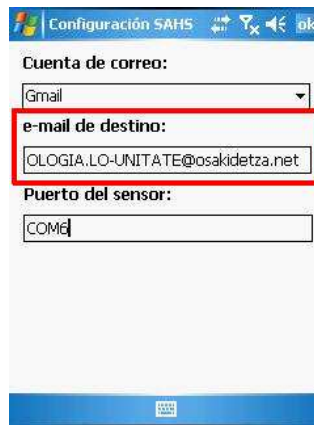 Configuración SAHS
ok
Cuenta de correo:
Gmail
e-mail de destino:
OLOGIA.LO-UNITATE@osakidetza.net
Puerto del sensor:
COM6